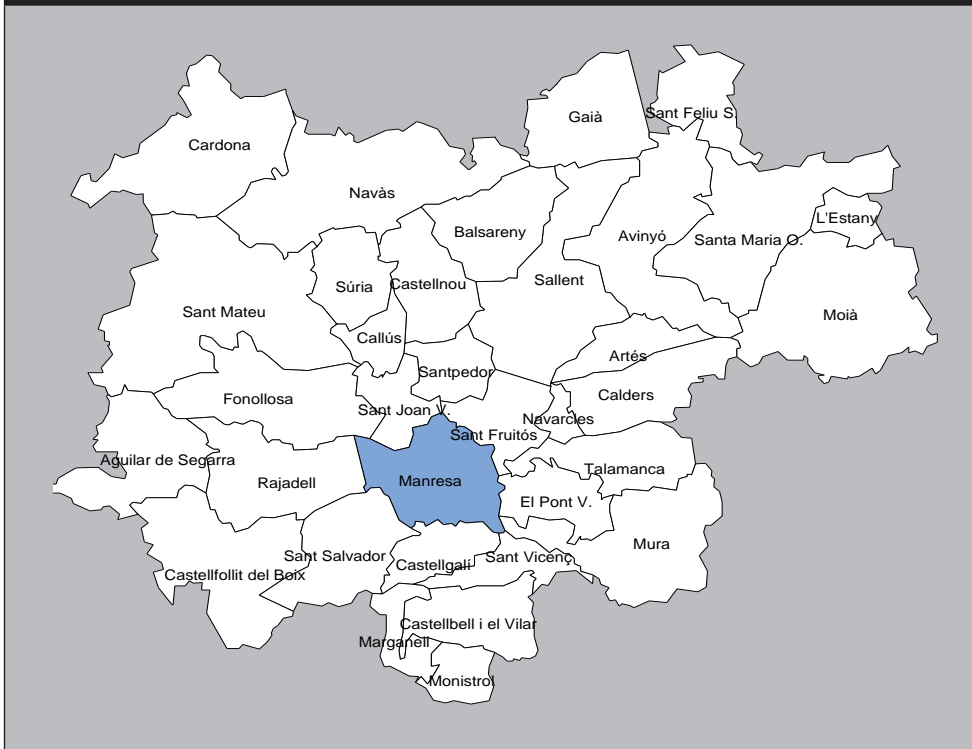 Gaià
Sant Feliu S.
Cardona
Navàs
L'Estany
Balsareny
Avinyó
Santa Maria O.
Sallent
Súria
Castellnou
Sant Mateu
Moià
Callús
Artés
Santpedor
Calders
Fonollosa
Sant Joan V.
Navarcles
Sant Fruitós
Aguilar de Segarra
Talamanca
Rajadell
Manresa
El Pont V.
Mura
Sant Salvador
Sant Vicenç
Castellgalí
Castellfollit del Boix
Castellbell i el Vilar
Marganell
Monistrol